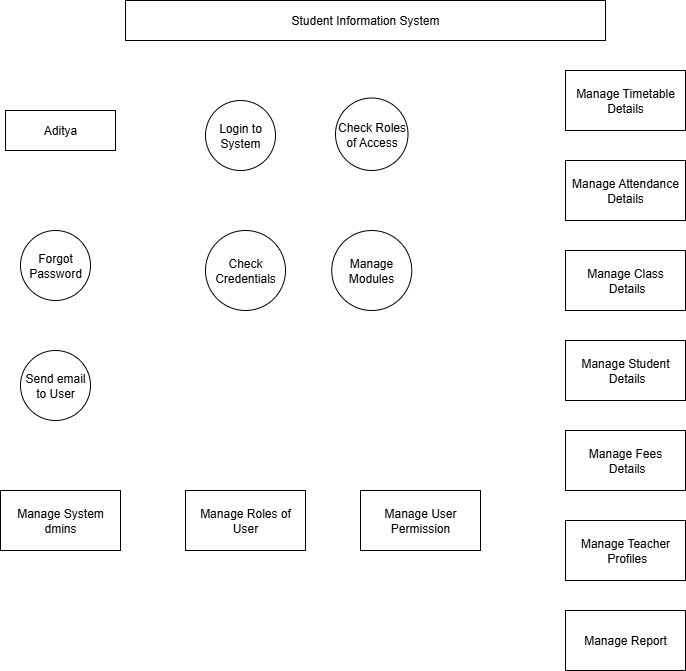 Student Information System
Aditya
Login to
System
Check Roles
of Access
Manage Timetable
Details
Manage Attendance
Details
Forgot
Password
Check
Credentials
Manage
Modules
Manage Class
Details
Send email
to User
Manage Student
Details
Manage Fees
Details
Manage System
dmins
Manage Roles of
User
Manage User
Permission
Manage Teacher
Profiles
Manage Report